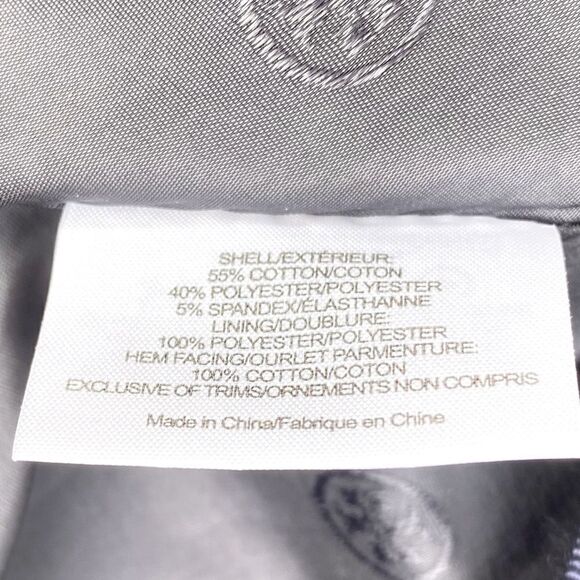 SHELL/EXTÉRIEUR:
55% COTTON/COTON
40% POLYESTER/POLYESTER
5% SPANDEX/ÉLASTHANNE
LINING/DOUBLURE:
100% POLYESTER/POLYESTER
HEM FACING/OURLET PARMENTURE:
100% COTTON/COTON
EXCLUSIVE OF TRIMS/ORNEMENTS NON COMPRIS
Made in China/Fabrique en Chine